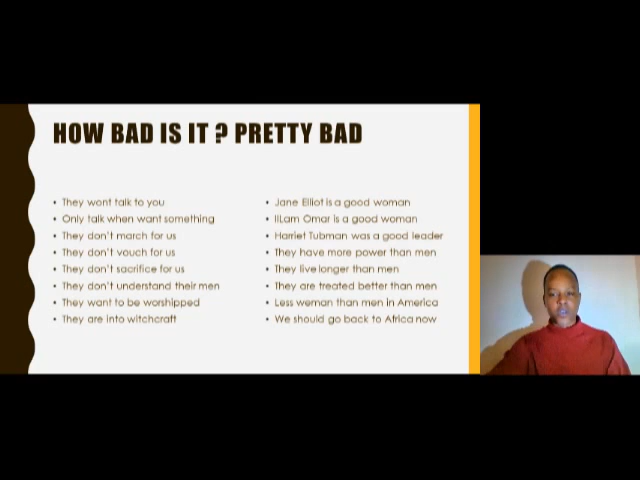 HOW BAD IS IT ? PRETTY BAD
• They wont talk to you
• Only talk when want something
• They don't march for us
• They don't vouch for us
• They don't sacrifice for us
• They don't understand their men
• They want to be worshipped
• They are into witchcraft
• Jane Elliot is a good woman
• IlLam Omar is a good woman
• Harriet Tubman was a good leader
• They have more power than men
• They live longer than men
• They are treated better than men
• Less woman than men in America
• We should go back to Africa now